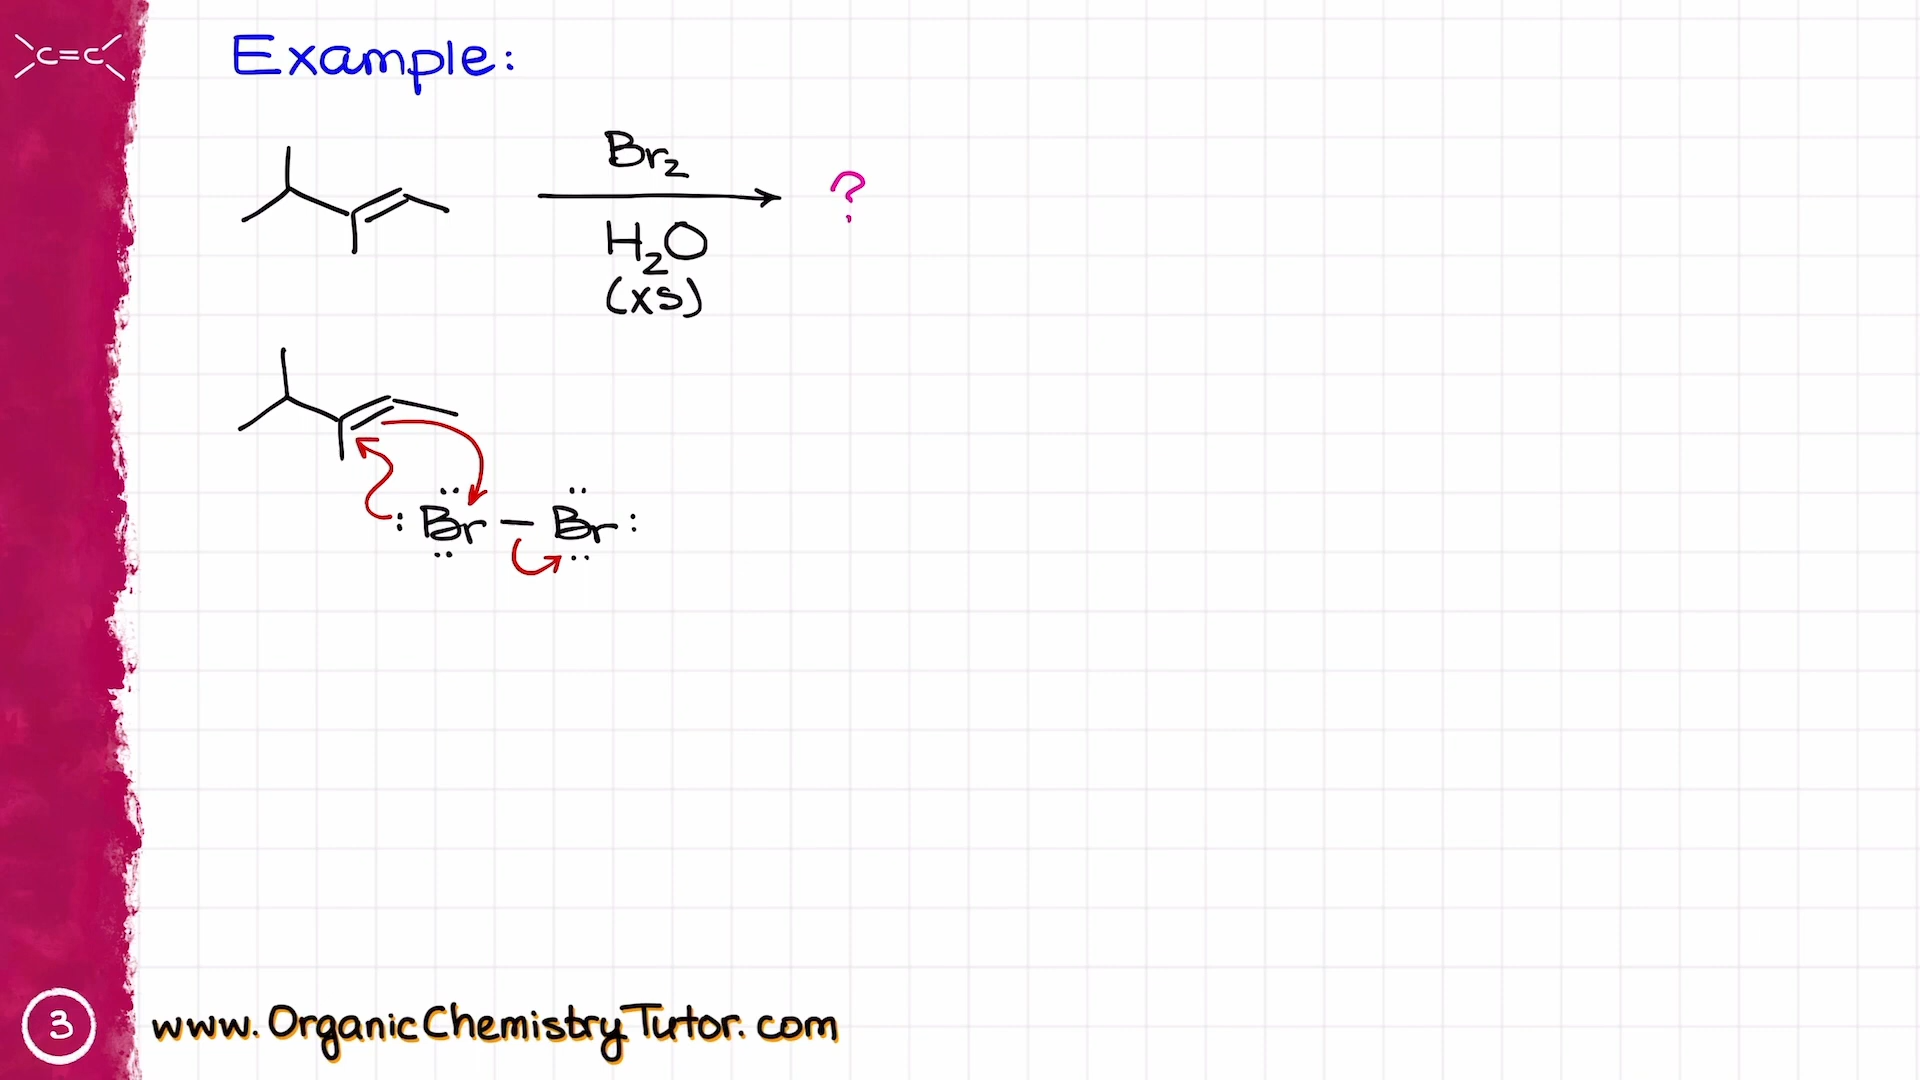 C=C
Example:
Br₂
?
H₂O
(xs)
:Br—Br:
3
www.OrganicChemistryTutor.com